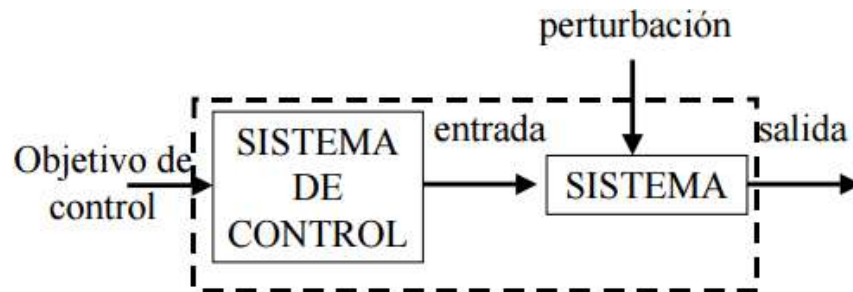 perturbación
entrada
salida
Objetivo de
control
SISTEMA
DE
CONTROL
SISTEMA